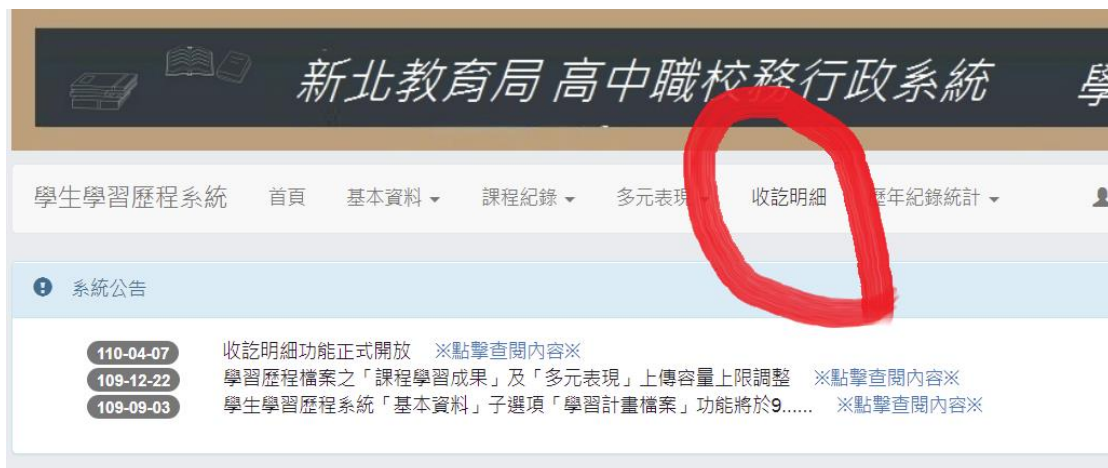 新北教育局 高中職校務行政系統 學
學生學習歷程系統 首頁 基本資料 課程紀錄 多元表現 收訖明細 歷年紀錄統計
系統公告
110-04-07 收訖明細功能正式開放 ※點擊查閱內容※
109-12-22 學習歷程檔案之「課程學習成果」及「多元表現」上傳容量上限調整 ※點擊查閱內容※
109-09-03 學生學習歷程系統「基本資料」子選項「學習計畫檔案」功能將於9...... ※點擊查閱內容※